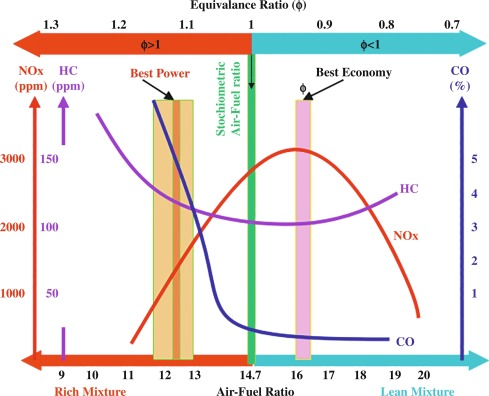 Equivalance Ratio (ϕ)
1.3 1.2 1.1 1 0.9 0.8 0.7
ϕ>1 ϕ<1
NOx HC Best Power Best Economy CO
(ppm) (ppm) (%)
Stochiometric
Air-Fuel ratio
ϕ
3000 150 5
4
HC
2000 100 3
NOx
2
1000 50 1
CO
9 10 11 12 13 14.7 16 17 18 19 20
Rich Mixture Air-Fuel Ratio Lean Mixture